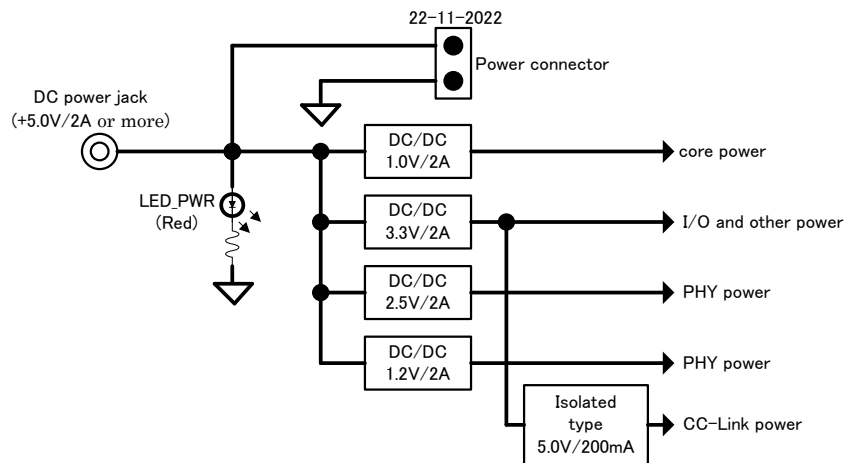 22-11-2022
Power connector
DC power jack
(+5.0V/2A or more)
DC/DC
1.0V/2A
core power
LED_PWR
(Red)
DC/DC
3.3V/2A
I/O and other power
DC/DC
2.5V/2A
PHY power
DC/DC
1.2V/2A
PHY power
Isolated
type
5.0V/200mA
CC-Link power